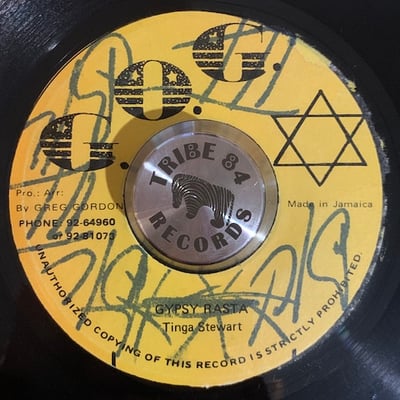 G.O.G.
TRIBE 84
RECORDS
Pro.: Arr:
By GREG GORDON
PHONE: 92-64960
or 92-81073
Made in Jamaica
GYPSY RASTA
Tinga Stewart
UNAUTHORIZED COPYING OF THIS RECORD IS STRICTLY PROHIBITED.